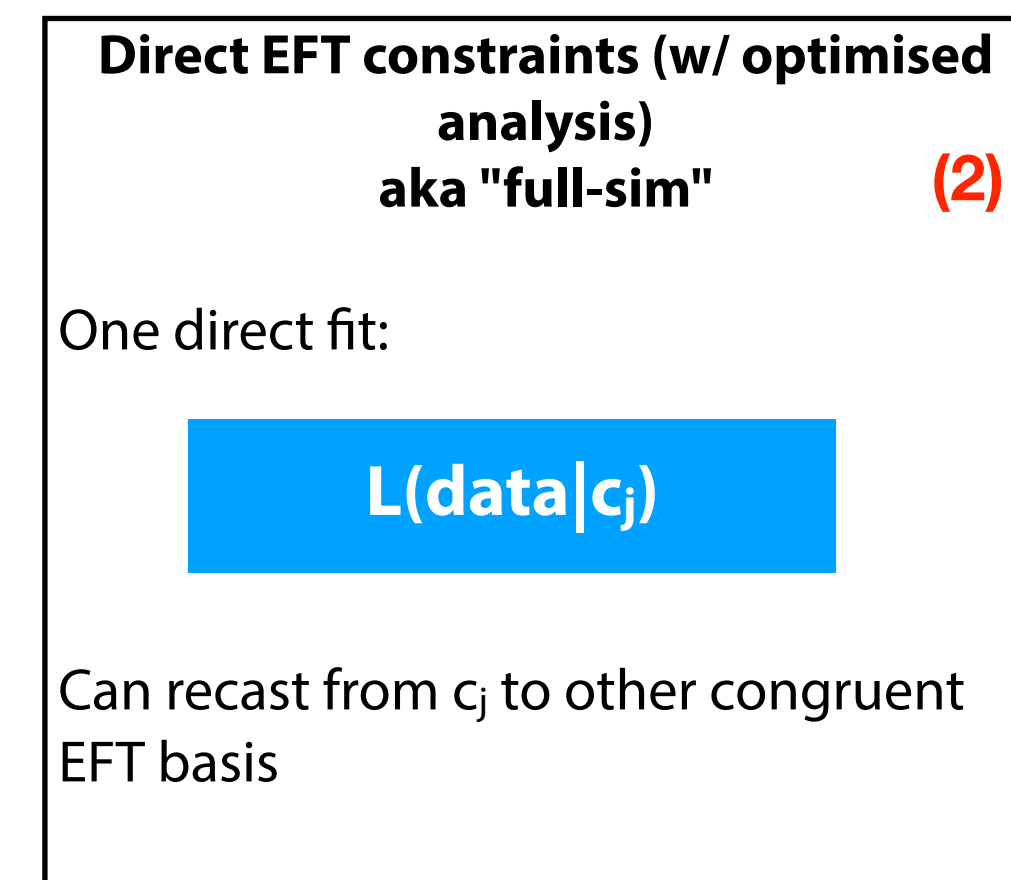 Direct EFT constraints (w/ optimised
analysis)
aka "full-sim"
(2)
One direct fit:
L(data|cj)
Can recast from cj to other congruent
EFT basis